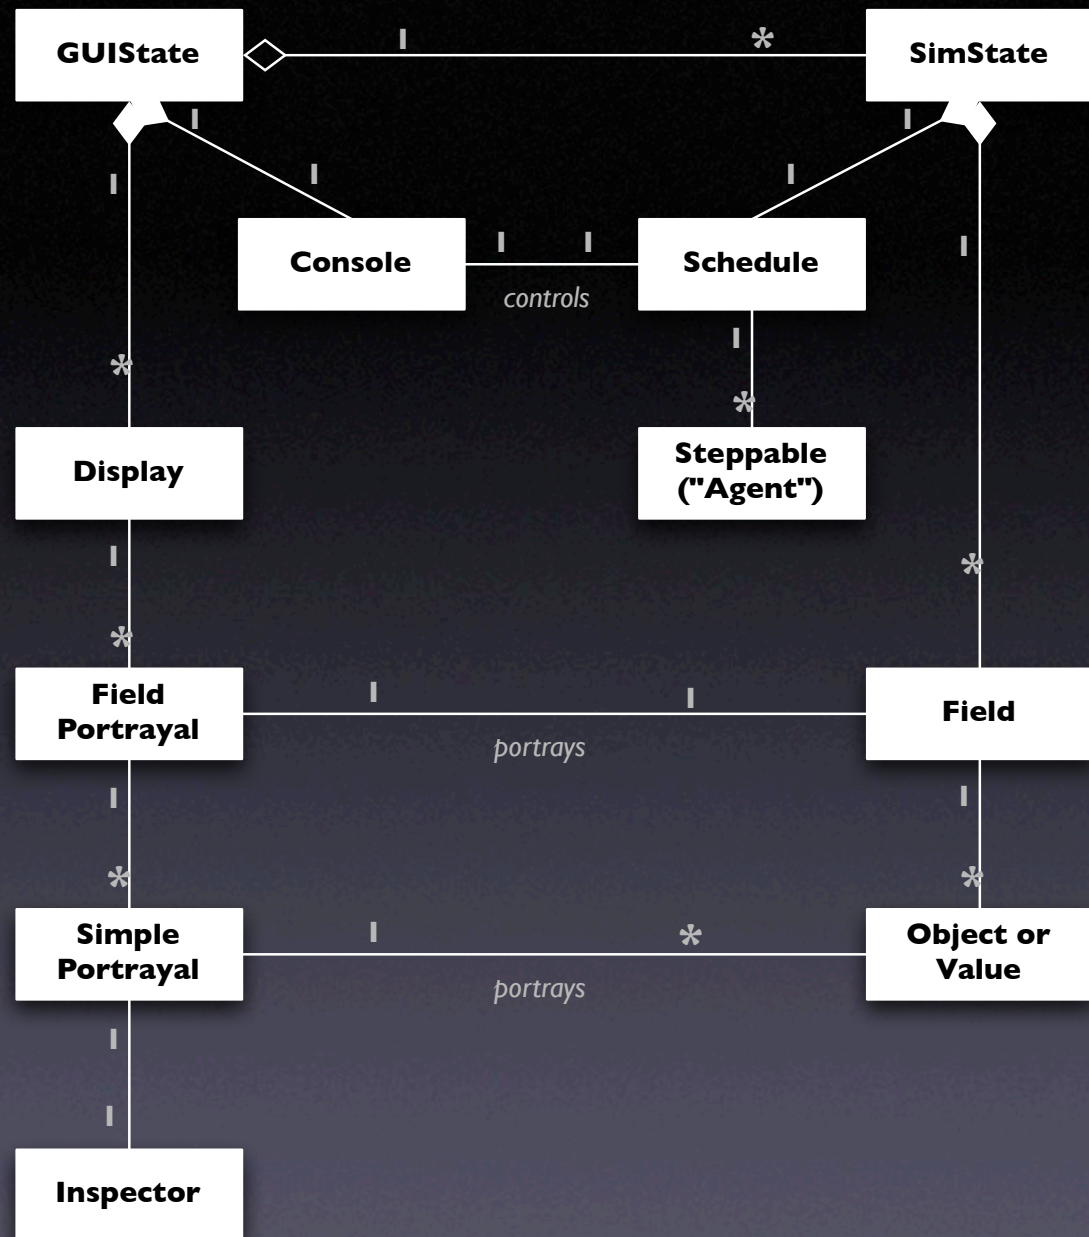 GUIState
1
*
SimState
1
1
1
1
1
1
Console
1
1
Schedule
1
controls
1
*
*
Display
Steppable
("Agent")
1
*
*
Field
Portrayal
1
1
Field
portrays
1
1
*
*
Simple
Portrayal
1
*
Object or
Value
portrays
1
1
Inspector